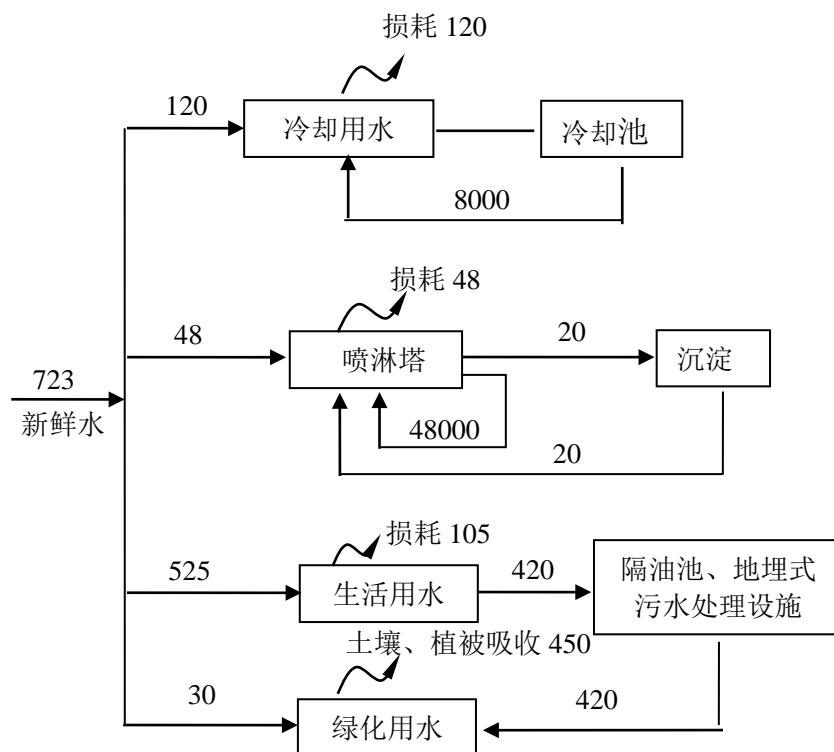 损耗 120
120
冷却用水
冷却池
8000
损耗 48
48
喷淋塔
20
沉淀
723
新鲜水
48000
20
损耗 105
525
生活用水
420
隔油池、地埋式
污水处理设施
土壤、植被吸收 450
30
绿化用水
420